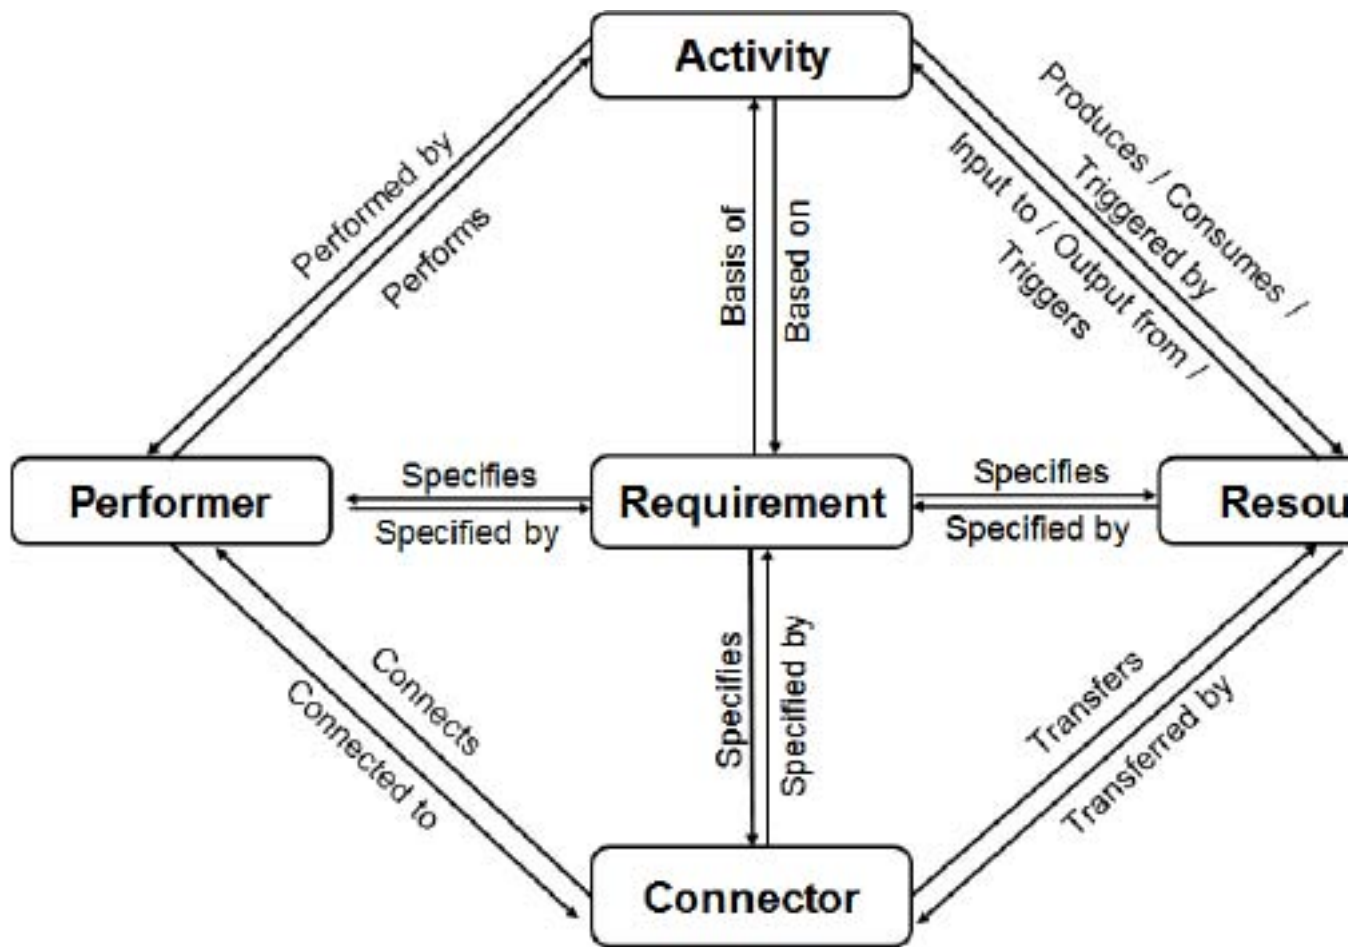 Activity
Performed by
Performs
Basis of
Based on
Produces / Consumes /
Triggered by
Input to / Output from /
Triggers
Performer
Specifies
Specified by
Requirement
Specifies
Specified by
Resou
Connects
Connected to
Specifies
Specified by
Transfers
Transferred by
Connector